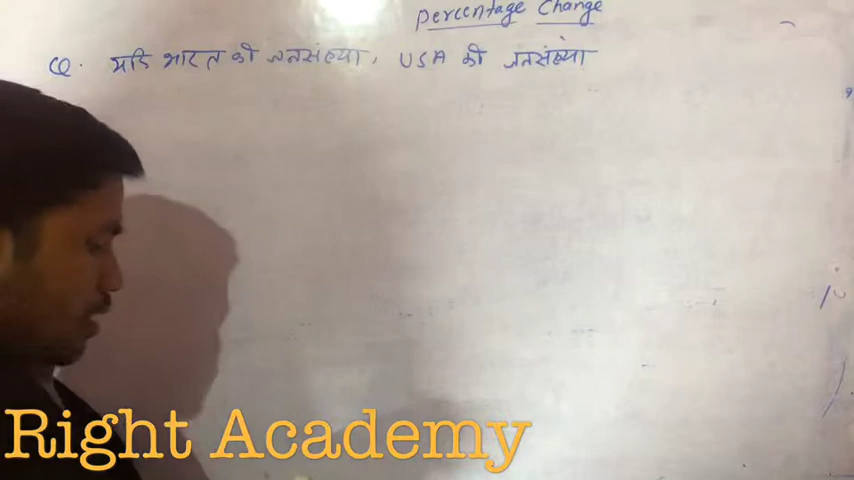 Percentage Change
Q. यदि भारत की जनसंख्या, USA की जनसंख्या
Right Academy